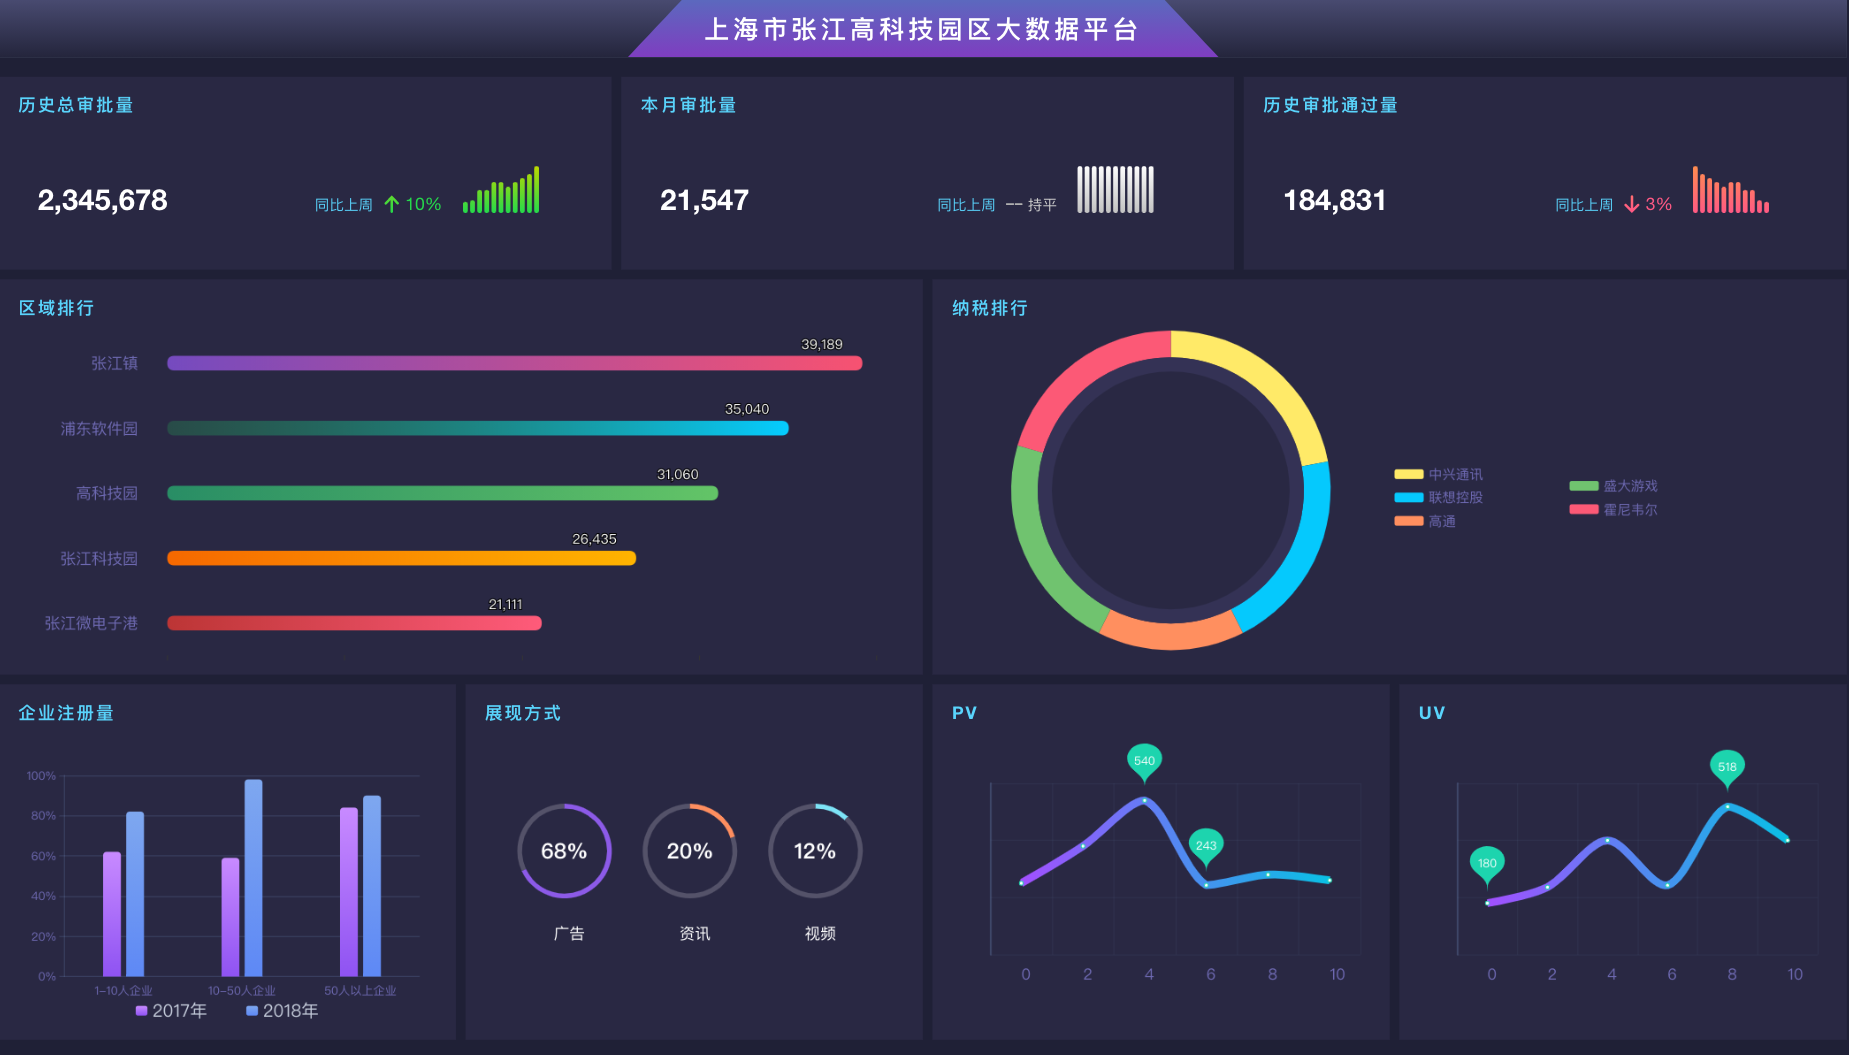 上海市张江高科技园区大数据平台
历史总审批量
2,345,678
同比上周 ↑ 10%
本月审批量
21,547
同比上周 -- 持平
历史审批通过量
184,831
同比上周 ↓ 3%
区域排行
张江镇
39,189
浦东软件园
35,040
高科技园
31,060
张江科技园
26,435
张江微电子港
21,111
纳税排行
中兴通讯
联想控股
高通
盛大游戏
霍尼韦尔
企业注册量
100%
80%
60%
40%
20%
0%
1-10人企业
10-50人企业
50人以上企业
2017年
2018年
展现方式
68%
20%
12%
广告
资讯
视频
PV
540
243
0 2 4 6 8 10
UV
518
180
0 2 4 6 8 10